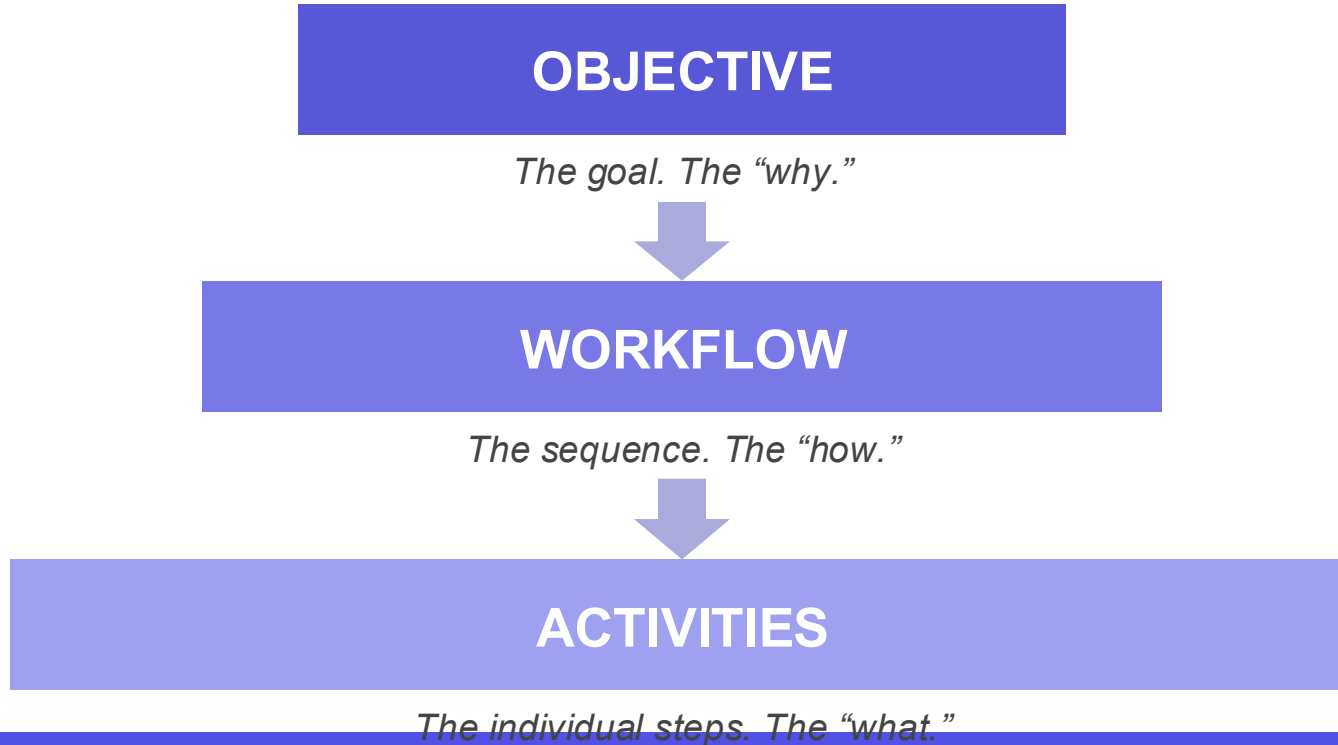 OBJECTIVE
The goal. The “why.”
WORKFLOW
The sequence. The “how.”
ACTIVITIES
The individual steps. The “what.”